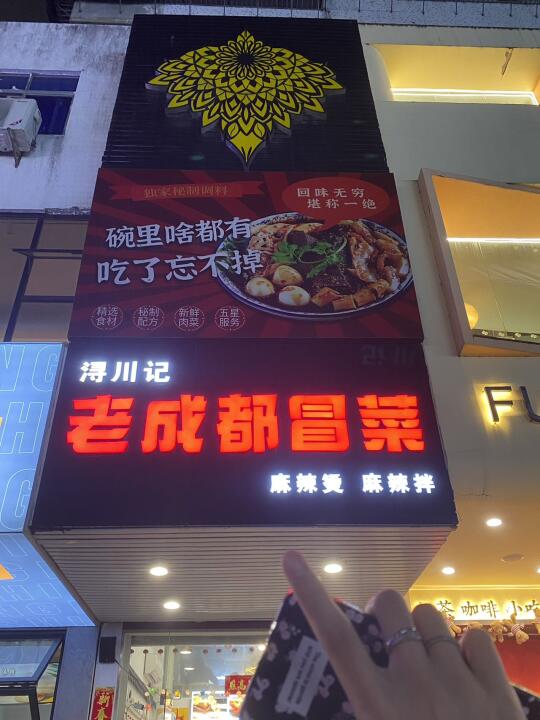 独家秘制调料
回味无穷
堪称一绝
碗里啥都有
吃了忘不掉
精选
食材
秘制
配方
新鲜
肉菜
五星
服务
浔川记
老成都冒菜
麻辣烫 麻辣拌
FU
茶 咖啡 小吃